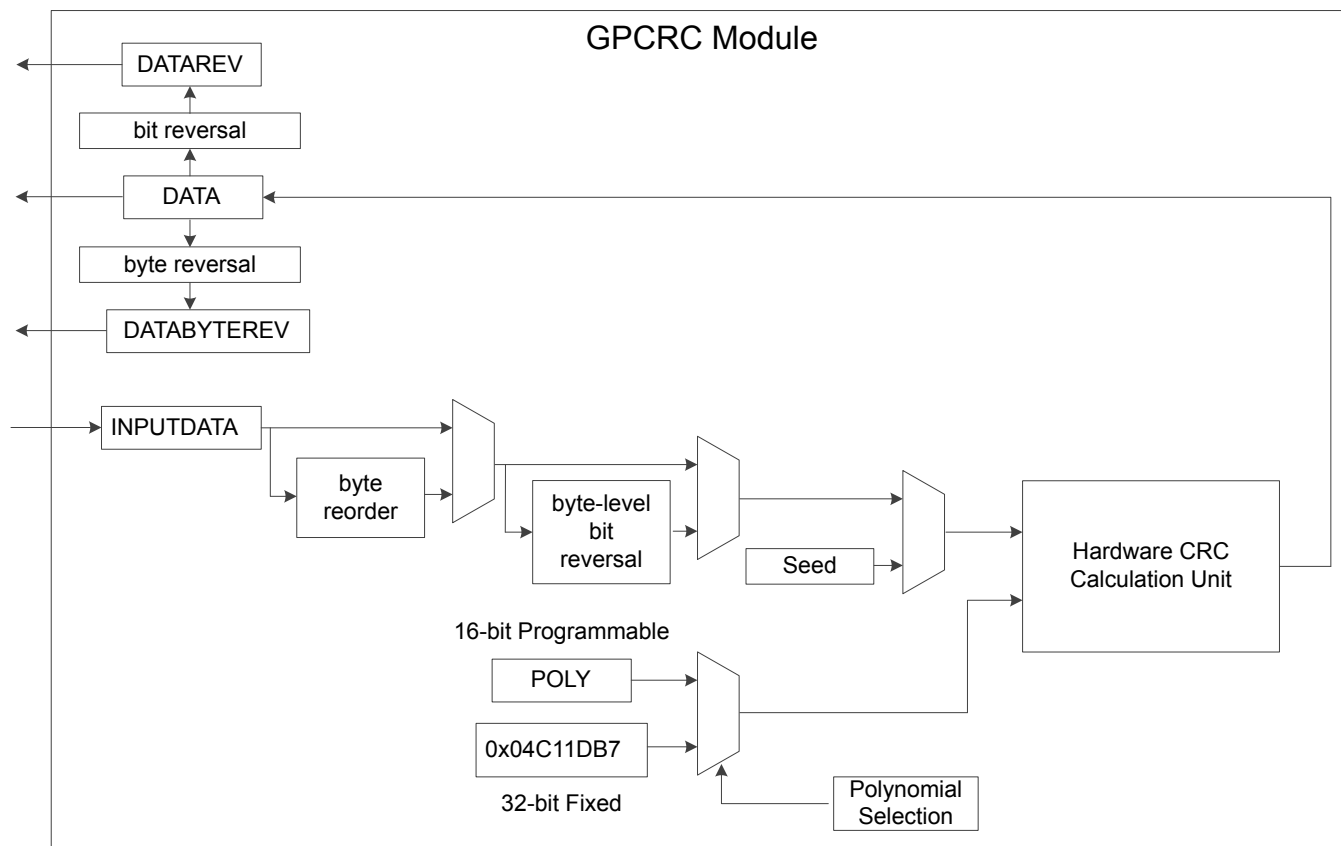 GPCRC Module
DATAREV
bit reversal
DATA
byte reversal
DATABYTEREV
INPUTDATA
byte
reorder
byte-level
bit
reversal
Seed
Hardware CRC
Calculation Unit
16-bit Programmable
POLY
0x04C11DB7
32-bit Fixed
Polynomial
Selection